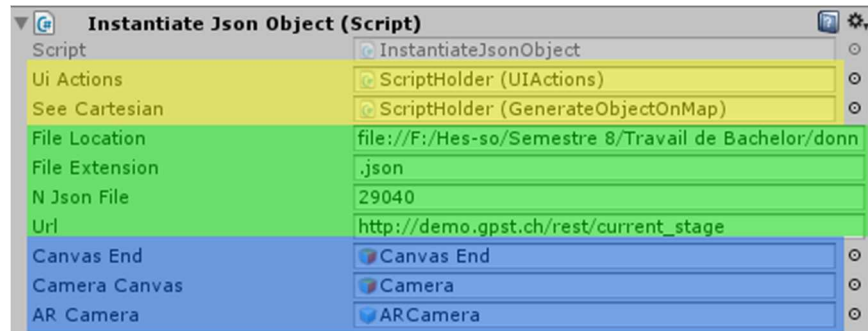 Instantiate Json Object (Script)
Script InstantiateJsonObject
Ui Actions ScriptHolder (UIActions)
See Cartesian ScriptHolder (GenerateObjectOnMap)
File Location file://F:/Hes-so/Semestre 8/Travail de Bachelor/donn
File Extension .json
N Json File 29040
Url http://demo.gpst.ch/rest/current_stage
Canvas End Canvas End
Camera Canvas Camera
AR Camera ARCamera